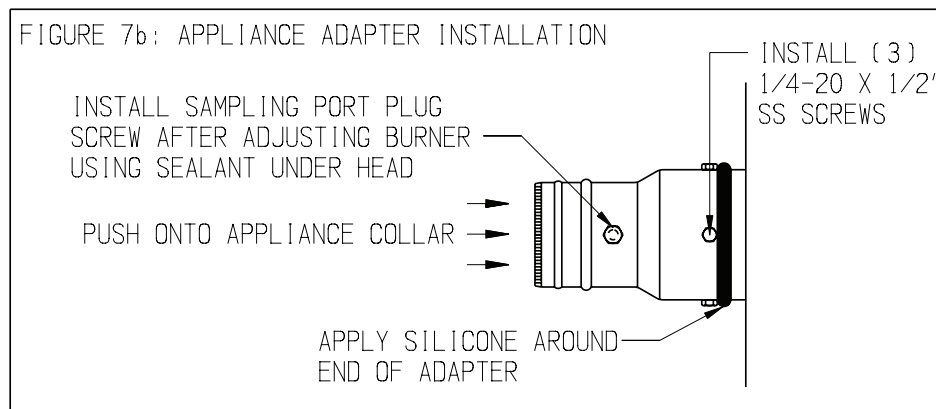 FIGURE 7b: APPLIANCE ADAPTER INSTALLATION
INSTALL (3)
1/4-20 X 1/2"
SS SCREWS
INSTALL SAMPLING PORT PLUG
SCREW AFTER ADJUSTING BURNER
USING SEALANT UNDER HEAD
PUSH ONTO APPLIANCE COLLAR
APPLY SILICONE AROUND
END OF ADAPTER